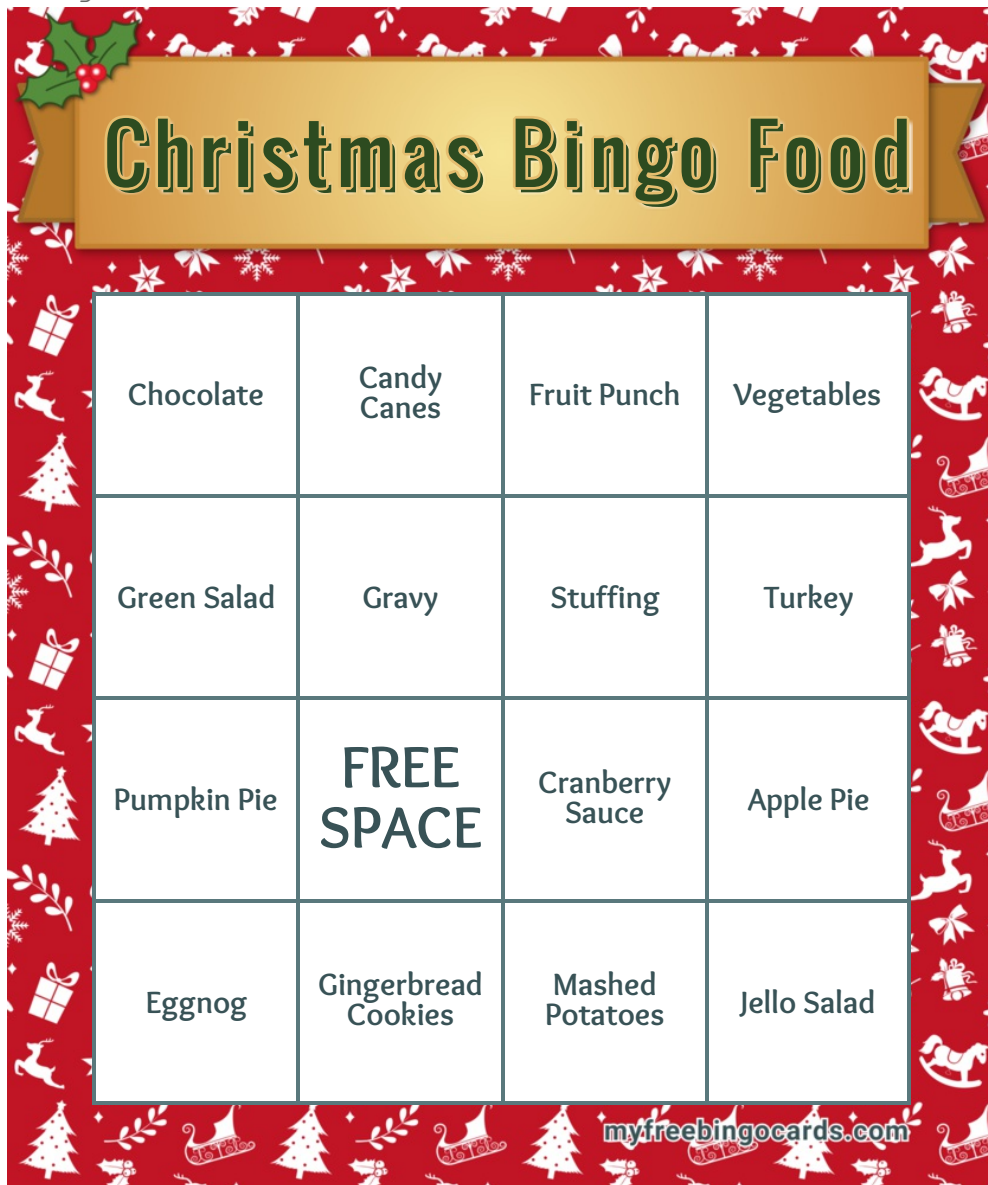 Christmas Bingo Food
Chocolate
Candy
Canes
Fruit Punch
Vegetables
Green Salad
Gravy
Stuffing
Turkey
Pumpkin Pie
FREE
SPACE
Cranberry
Sauce
Apple Pie
Eggnog
Gingerbread
Cookies
Mashed
Potatoes
Jello Salad
myfreebingocards.com